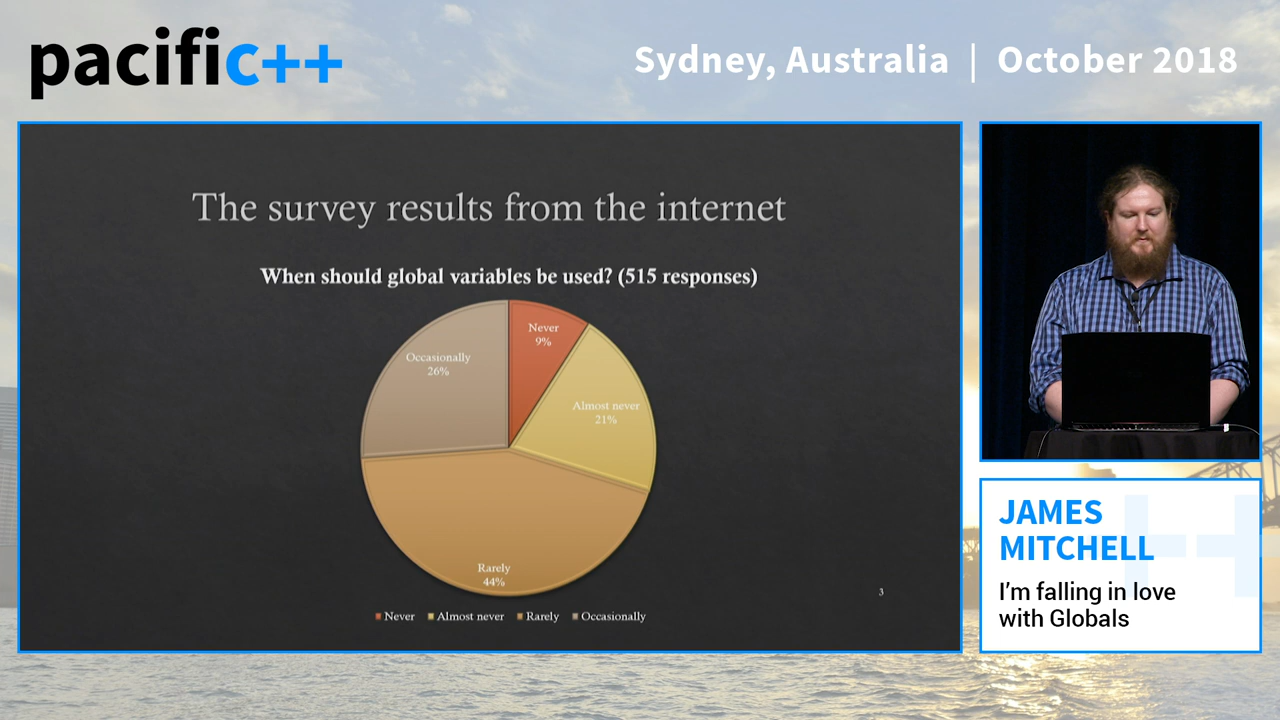 pacific++
Sydney, Australia | October 2018
The survey results from the internet
When should global variables be used? (515 responses)
Never
9%
Occasionally
26%
Almost never
21%
Rarely
44%
3
Never Almost never Rarely Occasionally
JAMES
MITCHELL
I'm falling in love
with Globals